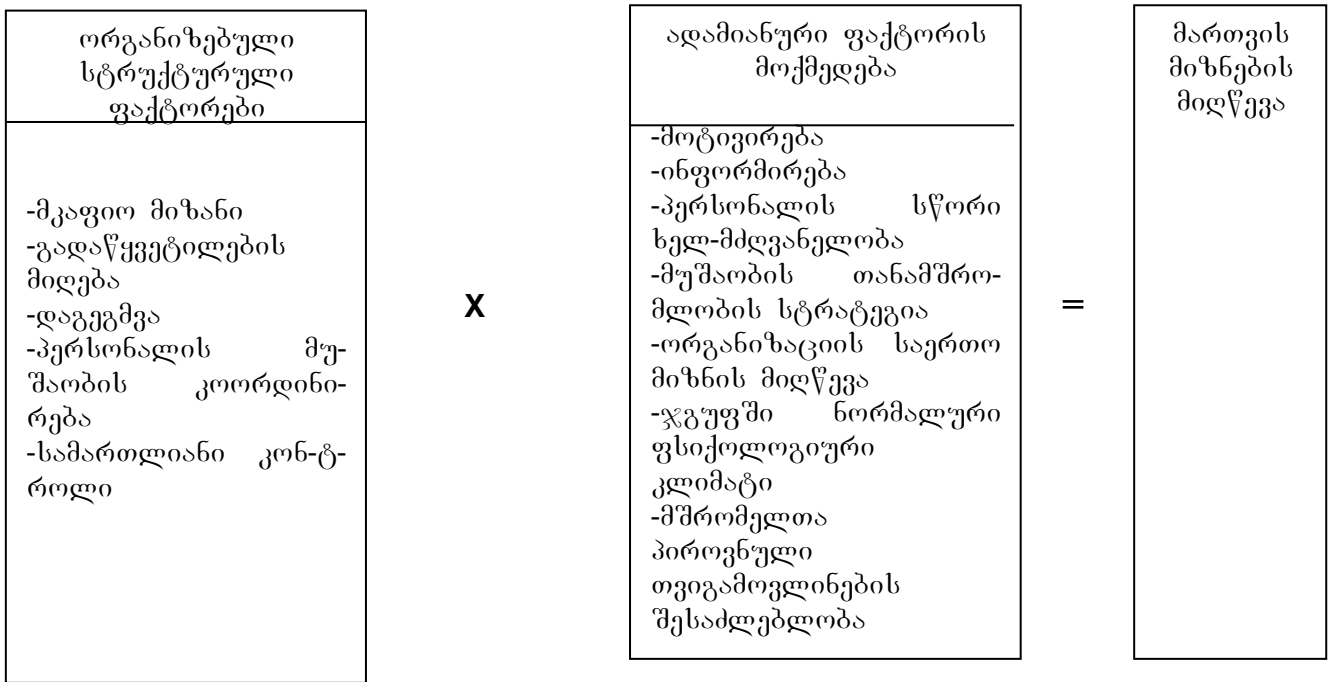 ორგანიზებული
სტრუქტურული
ფაქტორები
-მკაფიო მიზანი
-გადაწყვეტილების
მიღება
-დაგეგმვა
-პერსონალის მუ-
შაობის კოორდინი-
რება
-სამართლიანი კონ-ტ-
როლი
X
ადამიანური ფაქტორის
მოქმედება
-მოტივირება
-ინფორმირება
-პერსონალის სწორი
ხელ-მძღვანელობა
-მუშაობის თანამშრო-
მლობის სტრატეგია
-ორგანიზაციის საერთო
მიზნის მიღწევა
-ჯგუფში ნორმალური
ფსიქოლოგიური
კლიმატი
-მშრომელთა
პიროვნული
თვიგამოვლინების
შესაძლებლობა
=
მართვის
მიზნების
მიღწევა